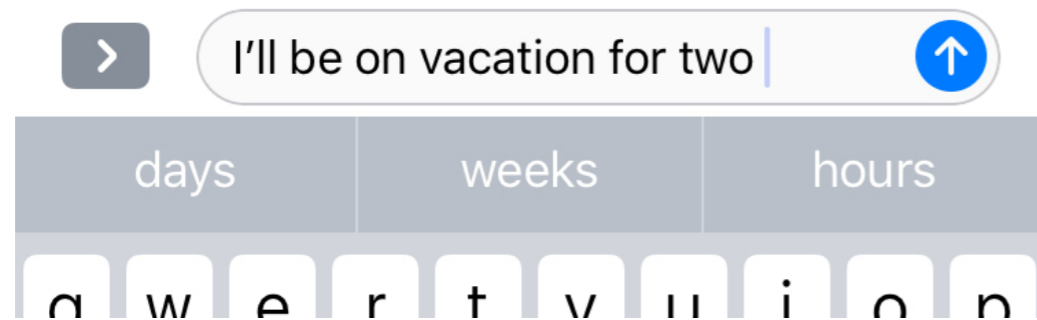 I’ll be on vacation for two
days weeks hours
q w e r t y u i o p